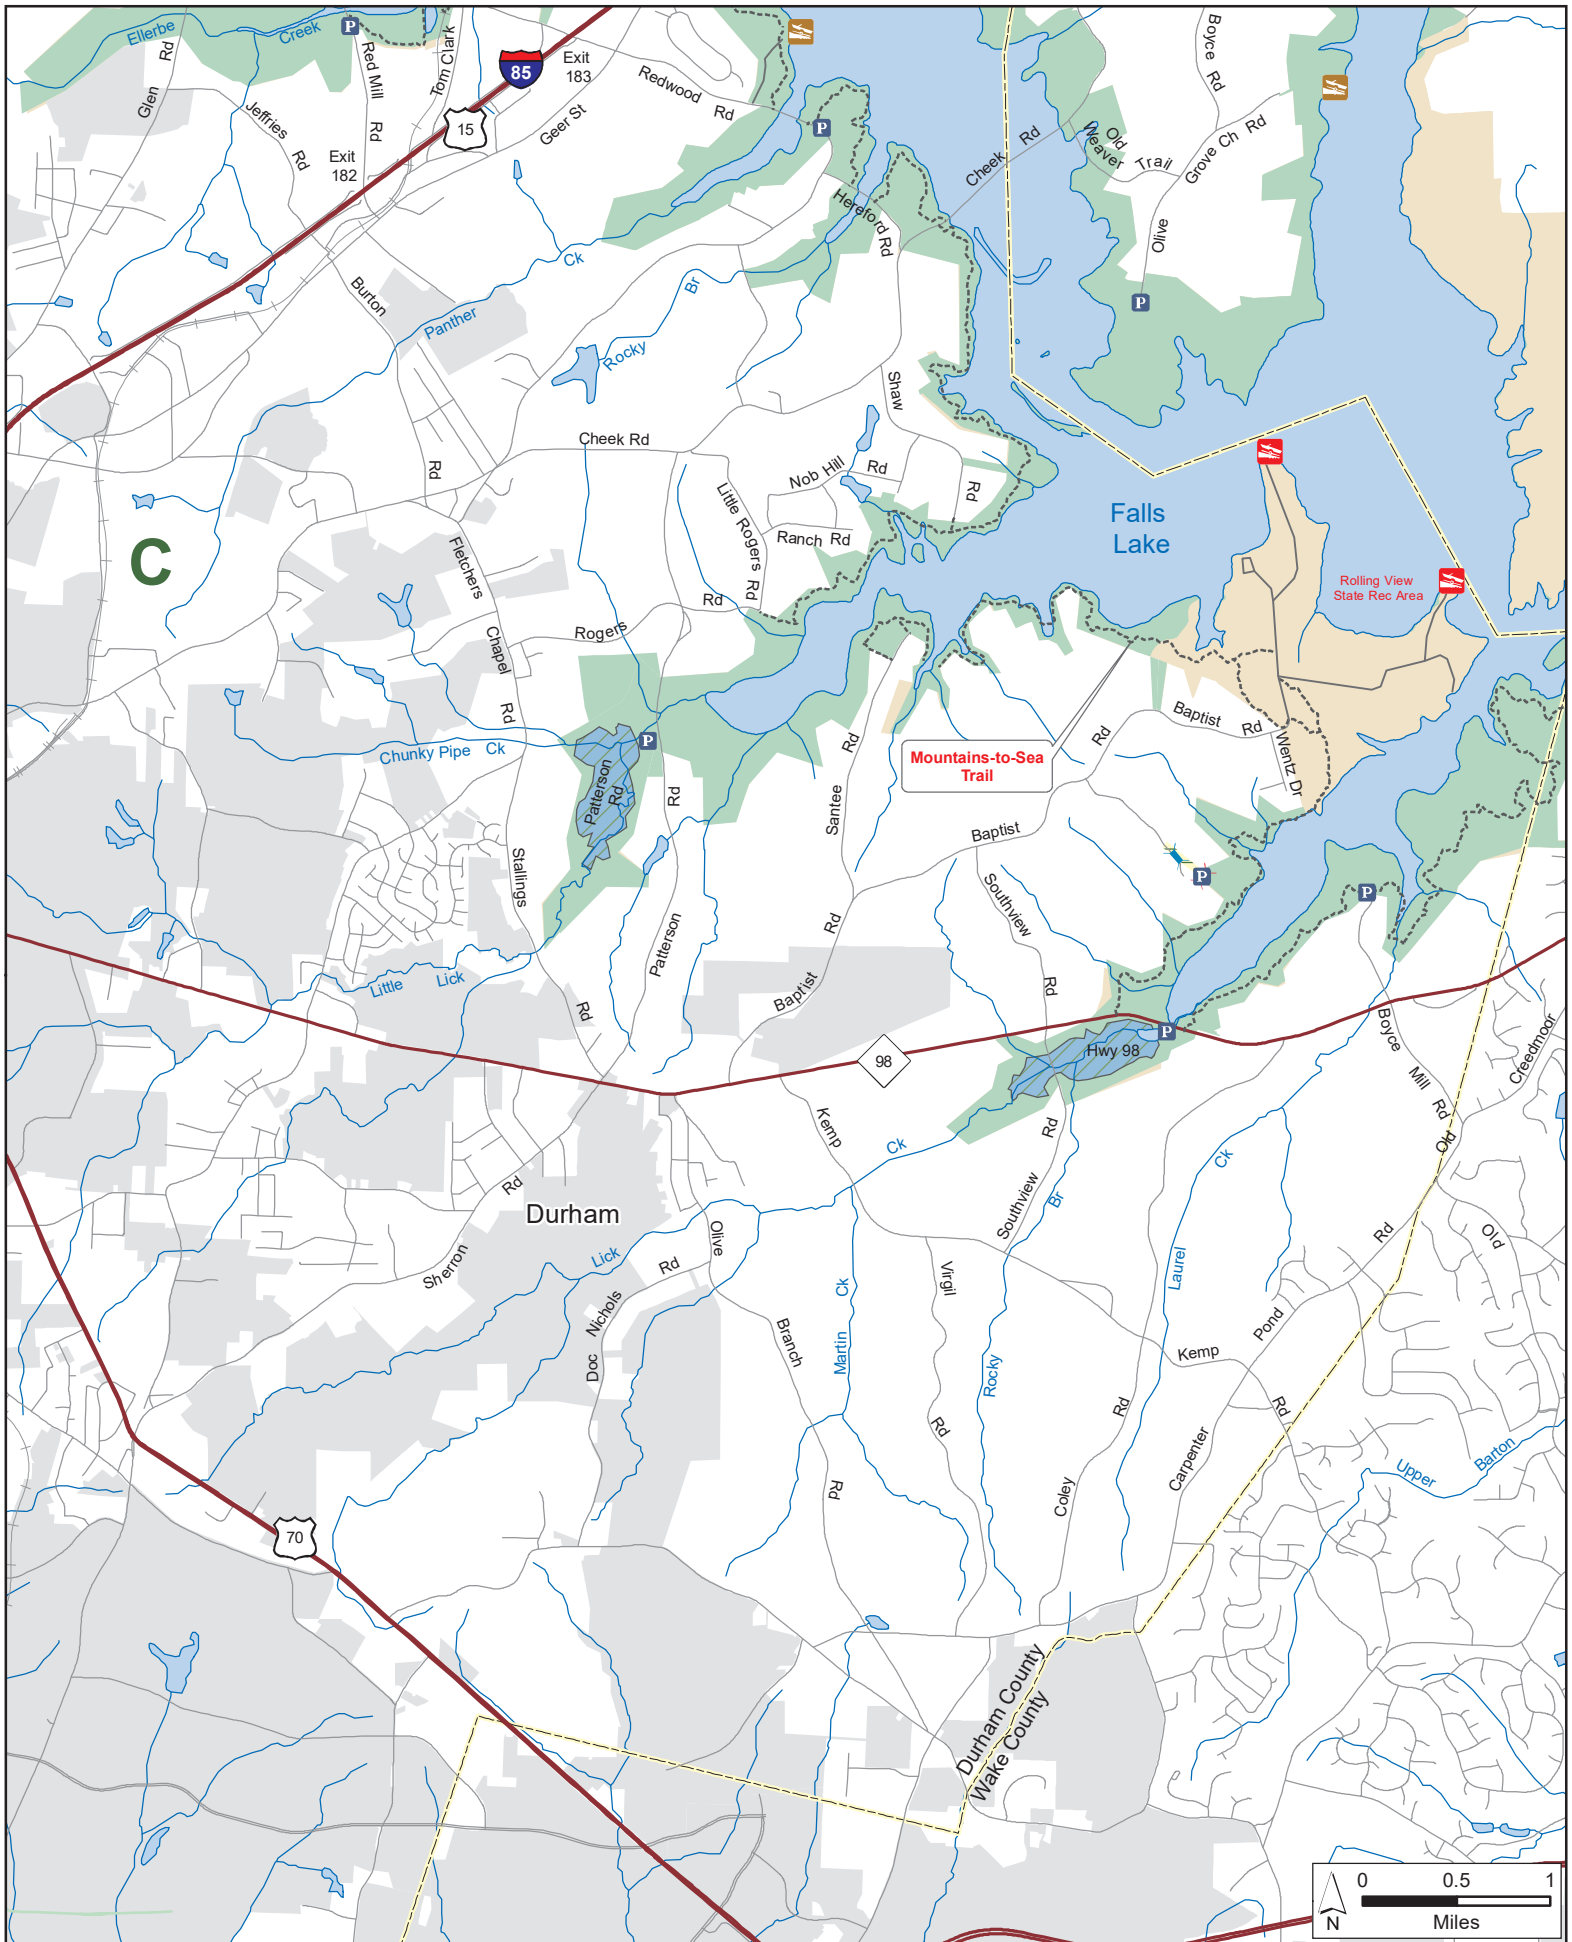 Ellerbe
Creek
P
Glen
Rd
Red Mill
Rd
Tom Clark
85
Exit
183
15
Geer St
Jeffries
Rd
Exit
182
Redwood
Rd
P
Boyce
Rd
Cheek
Rd
Old
Weaver
Trail
Grove Ch Rd
Olive
P
Hereford
Rd
Burton
Rd
Panther
Ck
Rocky
Br
Shaw
Rd
Cheek Rd
Nob Hill
Rd
Ranch Rd
Little Rogers
Rd
Falls
Lake
C
Rolling View
State Rec Area
Fletchers
Chapel
Rd
Rogers
Rd
Chunky Pipe
Ck
P
Patterson
Rd
Rd
Patterson
Santee
Rd
Mountains-to-Sea
Trail
Baptist
Rd
Wentz Dr
Rd
Baptist
Rd
Baptist
Southview
Rd
P
P
Stallings
Rd
Little
Lick
98
Hwy 98
P
Boyce
Mill
Rd
Old
Creedmoor
Rd
Kemp
Ck
Rd
Southview
Br
Ck
Laurel
Durham
Rd
Sherron
Lick
Olive
Rd
Nichols
Doc
Branch
Rd
Martin
Ck
Virgil
Rd
Rocky
Old
Pond
Kemp
Rd
Carpenter
Rd
Coley
Upper
Barton
70
Durham County
Wake County
0
0.5
1
N
Miles